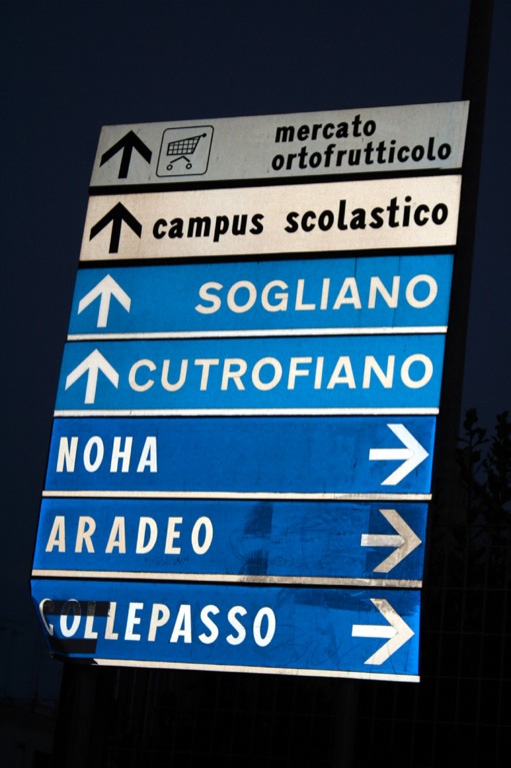 mercato
ortofrutticolo
campus scolastico
SOGLIANO
CUTROFIANO
NOHA
ARADEO
COLLEPASSO